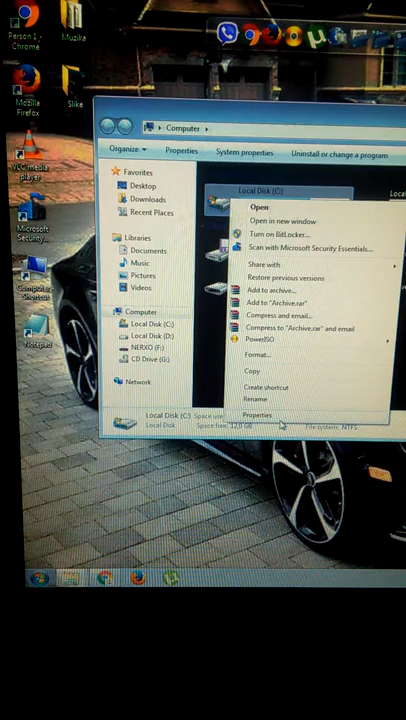 Person 1 -
Chrome
Muzika
Mozilla
Firefox
Slike
VLC media
player
Microsoft
Security...
Computer
Shortcut
Notepad
Computer
Organize
Properties
System properties
Uninstall or change a program
Favorites
Desktop
Downloads
Recent Places
Libraries
Documents
Music
Pictures
Videos
Computer
Local Disk (C:)
Local Disk (D:)
NERXO (F:)
CD Drive (G:)
Network
Local Disk (C:)
Open
Open in new window
Turn on BitLocker...
Scan with Microsoft Security Essentials...
Share with
Restore previous versions
Add to archive...
Add to "Archive.rar"
Compress and email...
Compress to "Archive.rar" and email
PowerISO
Format...
Copy
Create shortcut
Rename
Properties
Local Disk (C:) Space use
Local Disk
Space free: 12,0 GB
File system: NTFS